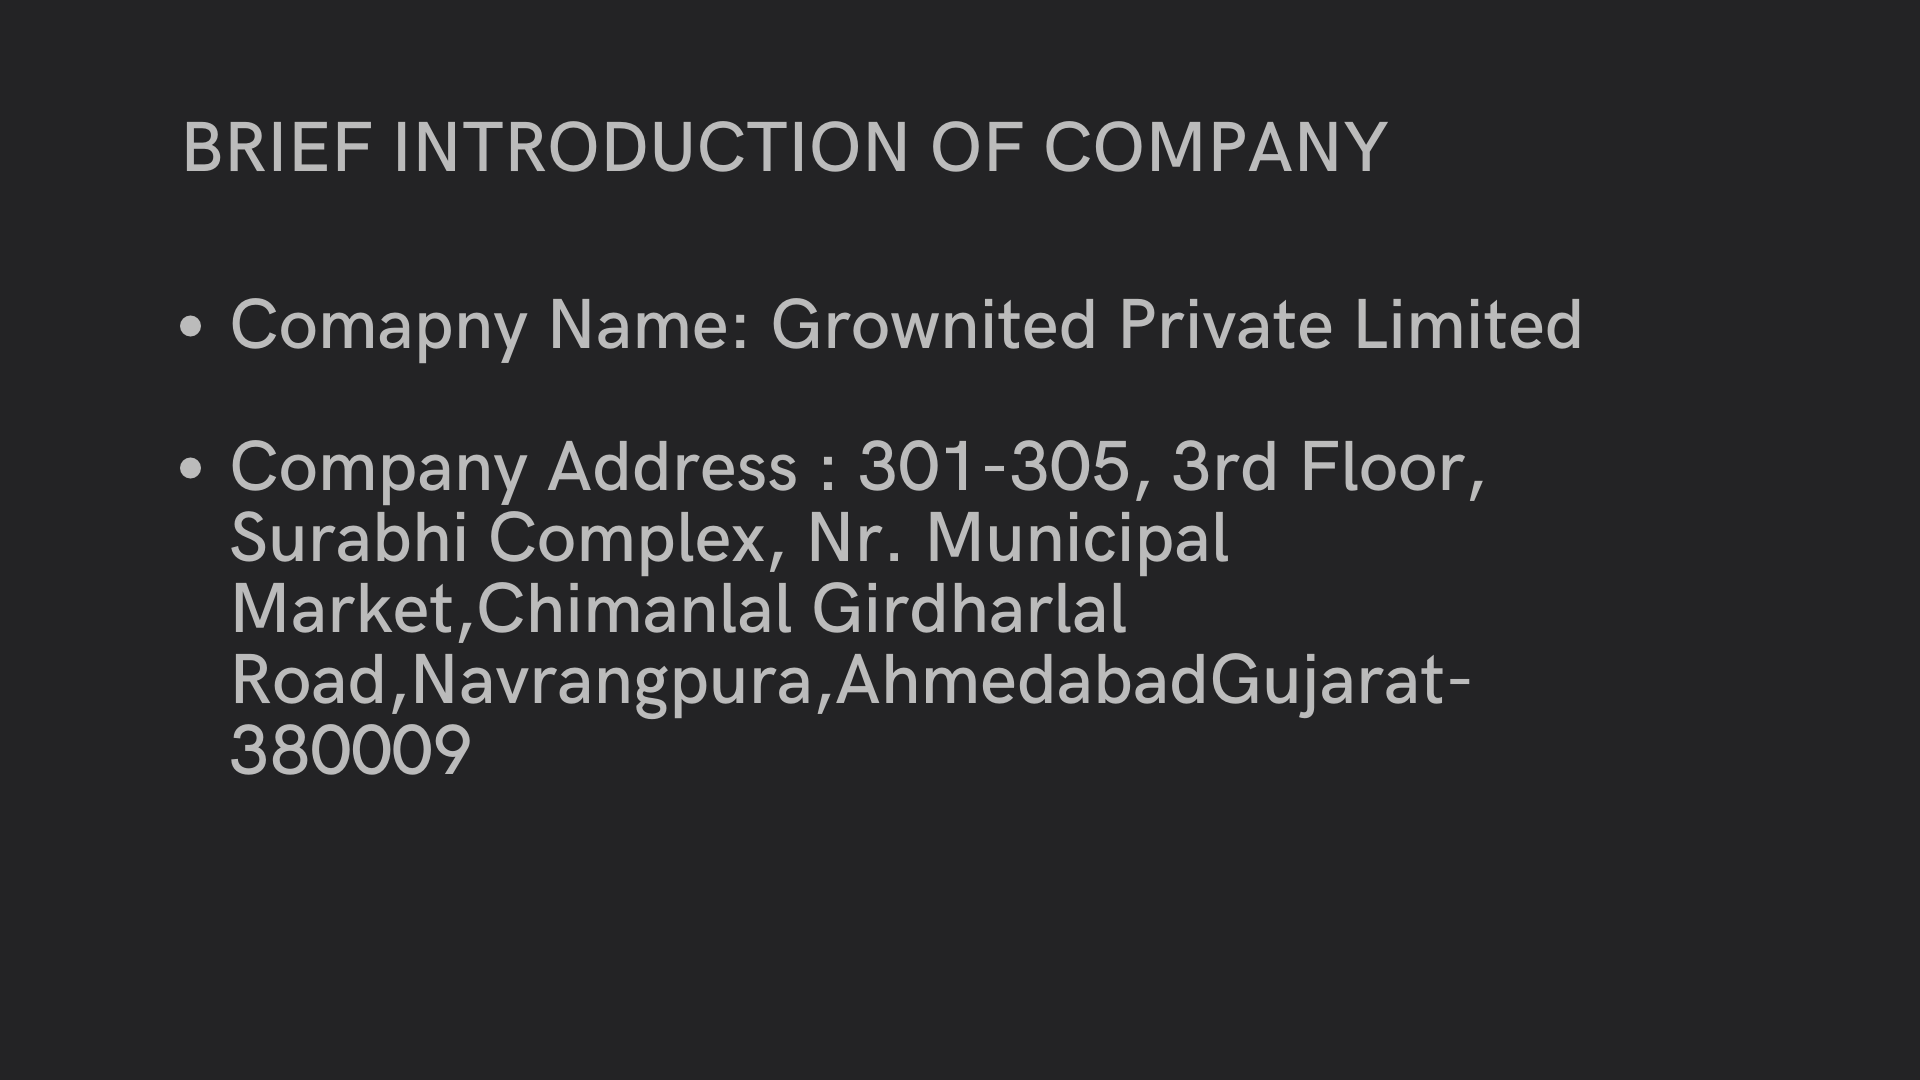 BRIEF INTRODUCTION OF COMPANY
• Comapny Name: Grownited Private Limited
• Company Address : 301-305, 3rd Floor,
Surabhi Complex, Nr. Municipal
Market,Chimanlal Girdharlal
Road,Navrangpura,AhmedabadGujarat-
380009